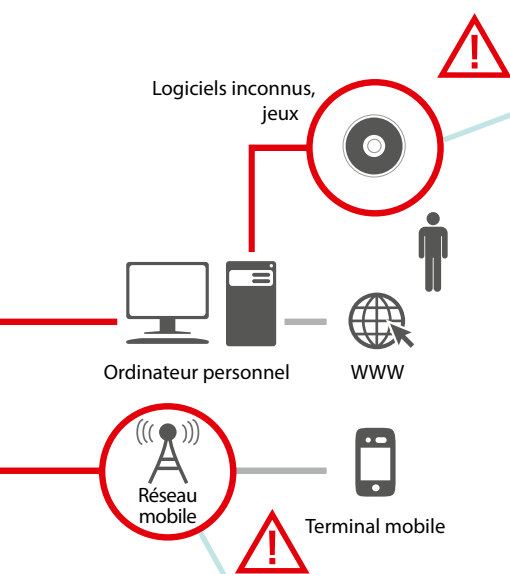 Logiciels inconnus,
jeux
Ordinateur personnel
WWW
Réseau
mobile
Terminal mobile